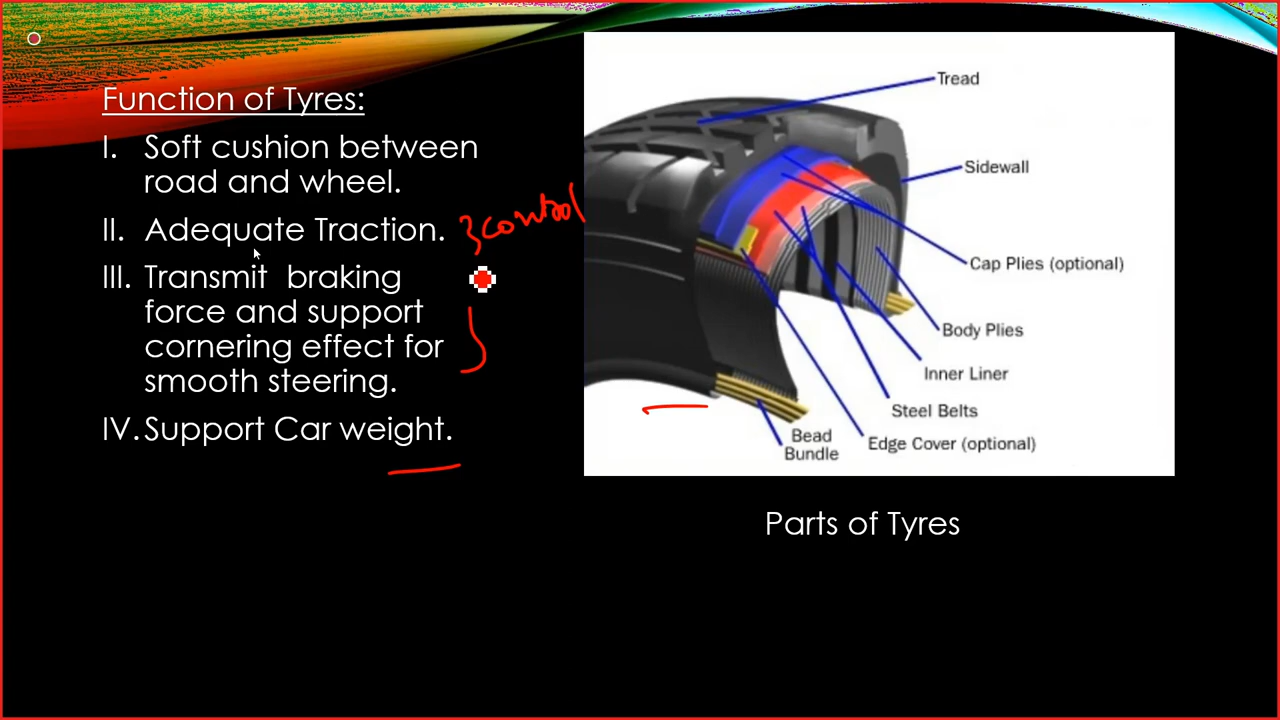 Function of Tyres:
I. Soft cushion between
road and wheel.
II. Adequate Traction.
control
III. Transmit braking
force and support
cornering effect for
smooth steering.
IV. Support Car weight.
Tread
Sidewall
Cap Plies (optional)
Body Plies
Inner Liner
Steel Belts
Edge Cover (optional)
Bead
Bundle
Parts of Tyres